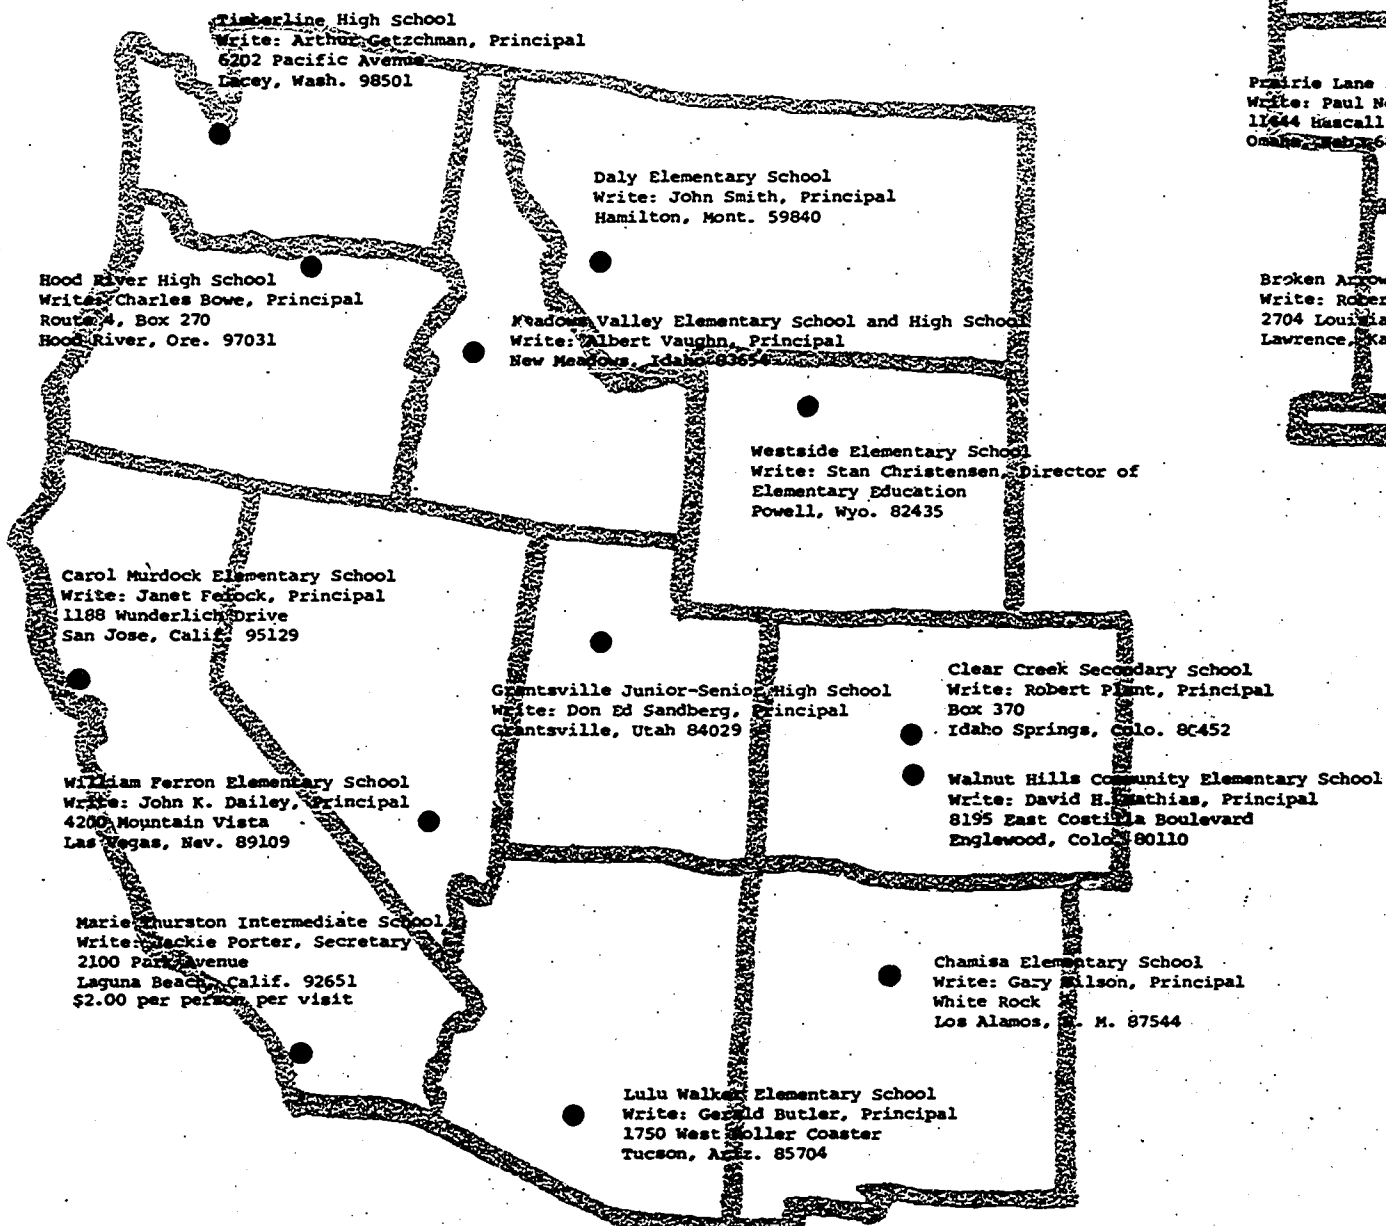 Timberline High School
Write: Arthur Getzchman, Principal
6202 Pacific Avenue
Lacey, Wash. 98501
Prairie Lane
Write: Paul
11444 Hascall
Omaha, Neb.
Daly Elementary School
Write: John Smith, Principal
Hamilton, Mont. 59840
Hood River High School
Write: Charles Bowe, Principal
Route 4, Box 270
Hood River, Ore. 97031
Meadows Valley Elementary School and High School
Write: Albert Vaughn, Principal
New Meadows, Idaho 83654
Broken Arrow
Write:
2704
Lawrence,
Westside Elementary School
Write: Stan Christensen, Director of
Elementary Education
Powell, Wyo. 82435
Carol Murdock Elementary School
Write: Janet Principal
1188 Wunderlich Drive
San Jose, Calif. 95129
Grantsville Junior-Senior High School
Write: Don Ed Sandberg, Principal
Grantsville, Utah 84029
Clear Creek Secondary School
Write: Robert Plant, Principal
Box 370
Idaho Springs, Colo. 80452
Walnut Hills Community Elementary School
Write: David H. Mathias, Principal
8195 East Costilla Boulevard
Englewood, Colo. 80110
William Ferron Elementary School
Write: John K. Dailey, Principal
4200 Mountain Vista
Las Vegas, Nev. 89109
Marie Thurston Intermediate School
Write: Jackie Porter, Secretary
2100 Park Avenue
Laguna Beach, Calif. 92651
$2.00 per person per visit
Chamisa Elementary School
Write: Gary Wilson, Principal
White Rock
Los Alamos, N. M. 87544
Lulu Walker Elementary School
Write: Gerald Butler, Principal
1750 West Roller Coaster
Tucson, Ariz. 85704